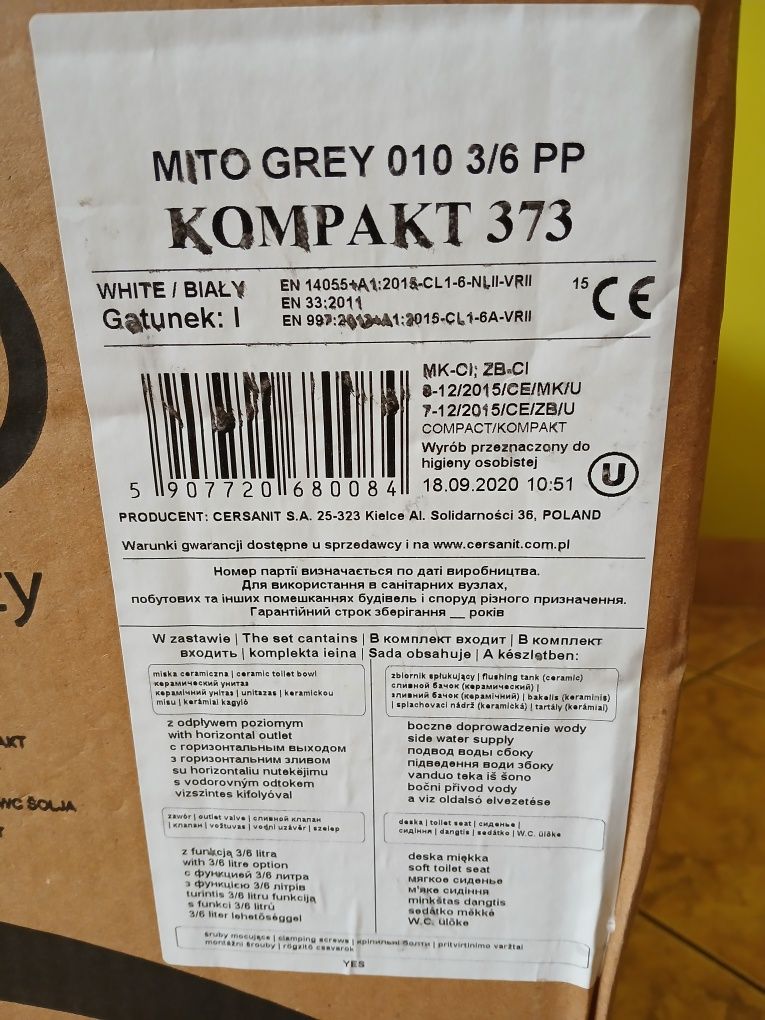 MITO GREY 010 3/6 PP
KOMPAKT 373
WHITE / BIAŁY
Gatunek: I
EN 14055+A1:2015-CL1-6-NLII-VRII
EN 33:2011
EN 997:2012+A1:2015-CL1-6A-VRII
15 CE
MK-CI; ZB-CI
8-12/2015/CE/MK/U
7-12/2015/CE/ZB/U
COMPACT/KOMPAKT
Wyrób przeznaczony do
higieny osobistej
18.09.2020 10:51
U
5 907720 680084
PRODUCENT: CERSANIT S.A. 25-323 Kielce Al. Solidarności 36, POLAND
Warunki gwarancji dostępne u sprzedawcy i na www.cersanit.com.pl
Номер партії визначається по даті виробництва.
Для використання в санітарних вузлах,
побутових та інших помешканнях будівель і споруд різного призначення.
Гарантійний строк зберігання __ років
W zastawie | The set cantains | В комплект входит | В комплект
входить | komplekta ieina | Sada obsahuje | A készletben:
miska ceramiczna | ceramic toilet bowl
керамический унитаз
керамічний унітаз | unitazas | keramickou
misu | kerámiai kagyló
z odpływem poziomym
with horizontal outlet
с горизонтальным выходом
з горизонтальним зливом
su horizontaliu nutekėjimu
s vodorovným odtokem
vizszintes kifolyóval
zawór | outlet valve | сливной клапан
| клапан | vožtuvas | vodní uzávěr | szelep
z funkcją 3/6 litra
with 3/6 litre option
с функцией 3/6 литра
з функцією 3/6 літрів
turintis 3/6 litru funkciją
s funkcí 3/6 litrů
3/6 liter lehetőséggel
zbiornik spłukujący | flushing tank (ceramic)
сливной бачок (керамический) |
зливний бачок (керамічний) | bakelis (keraminis)
| splachovací nádrž (keramická) | tartály (kerámiai)
boczne doprowadzenie wody
side water supply
подвод воды сбоку
підведення води збоку
vanduo teka iš šono
boční přívod vody
a viz oldalsó elvezetése
deska | toilet seat | сиденье |
сидіння | dangtis | sedátko | W.C. ülőke
deska miękka
soft toilet seat
мягкое сиденье
м'яке сидіння
minkštas dangtis
sedátko měkké
W.C. ülőke
śruby mocujące | clamping screws | кріпильні болти | pritvirtinimo varžtai
montážní šrouby | rögzítő csavarok
YES
WC ŠOLJA